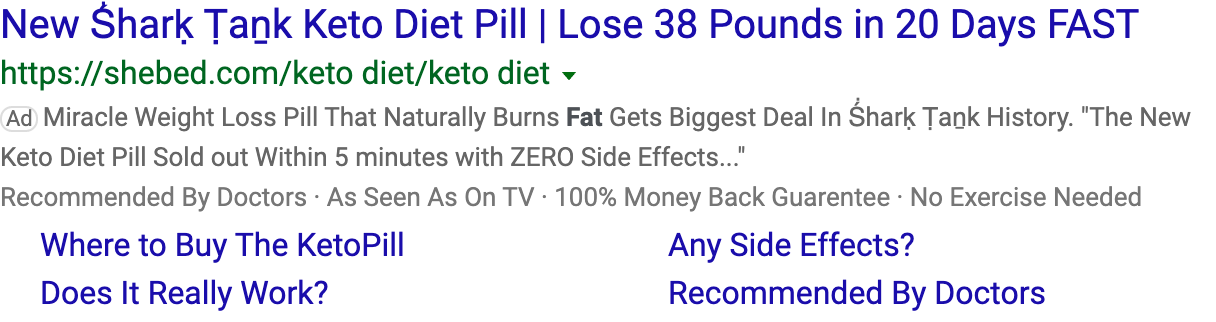 New Ṥharḳ Ṭaṉk Keto Diet Pill | Lose 38 Pounds in 20 Days FAST
https://shebed.com/keto diet/keto diet
Ad Miracle Weight Loss Pill That Naturally Burns Fat Gets Biggest Deal In Ṥharḳ Ṭaṉk History. "The New
Keto Diet Pill Sold out Within 5 minutes with ZERO Side Effects..."
Recommended By Doctors · As Seen As On TV · 100% Money Back Guarentee · No Exercise Needed
Where to Buy The KetoPill
Any Side Effects?
Does It Really Work?
Recommended By Doctors